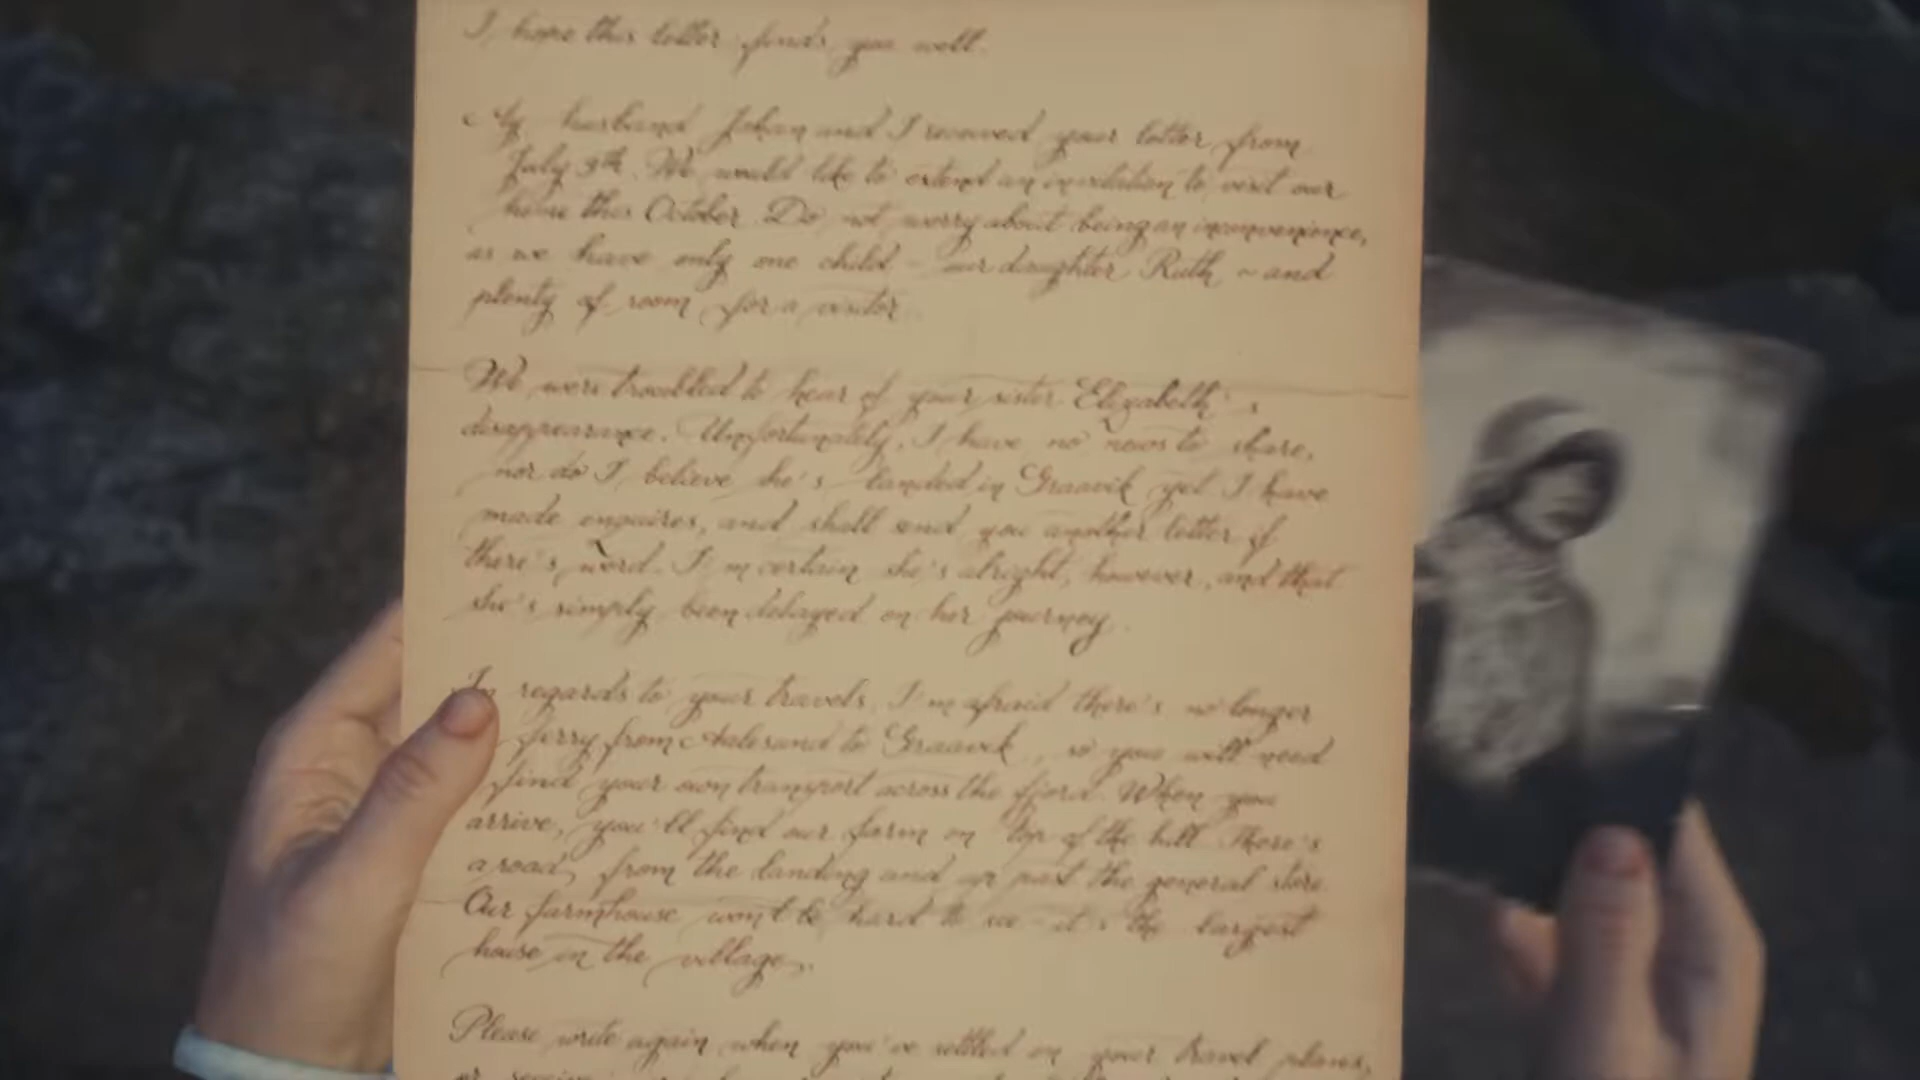 I hope this letter finds you well.
My husband Johan and I received your letter from
July 9th. We would like to extend an invitation to visit our
home this October. Do not worry about being an inconvenience,
as we have only one child - our daughter Ruth - and
plenty of room for a visitor.
We were troubled to hear of your sister Elizabeth's
disappearance. Unfortunately, I have no news to share,
nor do I believe she's landed in Graavik yet. I have
made enquires, and shall send you another letter if
there's word. I'm certain she's alright, however, and that
she's simply been delayed on her journey.
In regards to your travels, I'm afraid there's no longer
ferry from Aalesund to Graavik, so you will need
find your own transport across the fjord. When you
arrive, you'll find our farm on top of the hill. There's
a road from the landing and up past the general store.
Our farmhouse won't be hard to see - it's the largest
house in the village.
Please write again when you've settled on your travel plans,
or